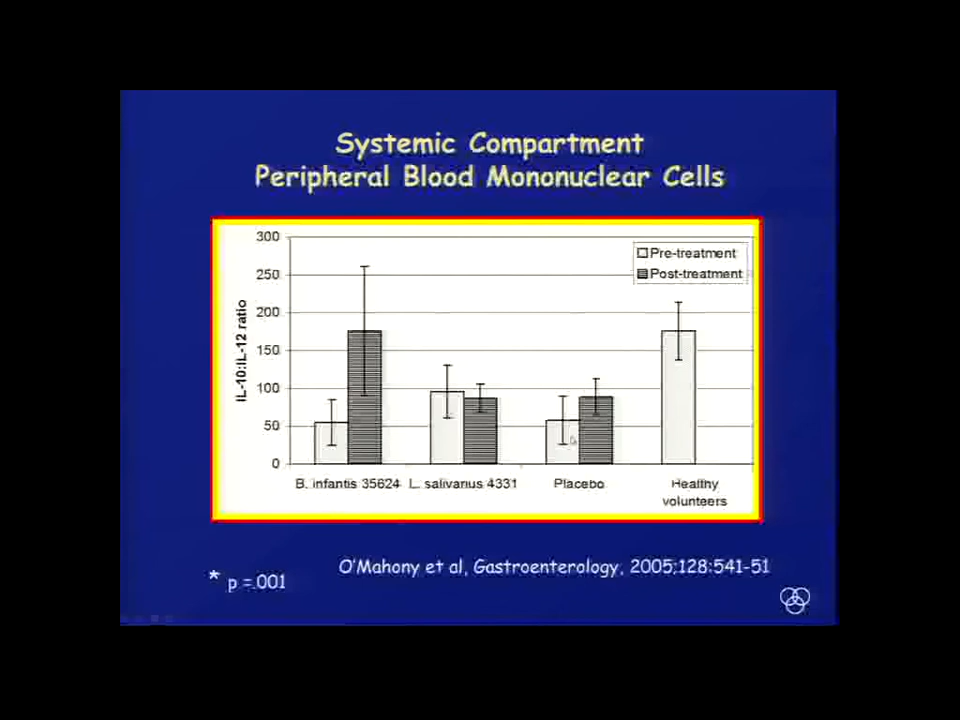 Systemic Compartment
Peripheral Blood Mononuclear Cells
300
250
200
150
100
50
0
IL-10:IL-12 ratio
Pre-treatment
Post-treatment
B. infantis 35624
L. salivarius 4331
Placebo
Healthy
volunteers
* p =.001
O'Mahony et al, Gastroenterology, 2005;128:541-51